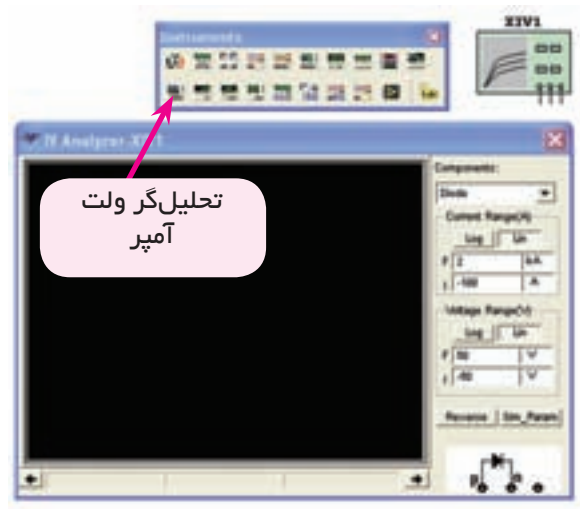 Instruments
XIV1
IV Analyzer-XIV1
تحلیل‌گر ولت
آمپر
Components:
Diode
Current Range(A)
Log Lin
F 2 kA
I -100 A
Voltage Range(V)
Log Lin
F 50 V
I -50 V
Reverse Sim_Param
p n